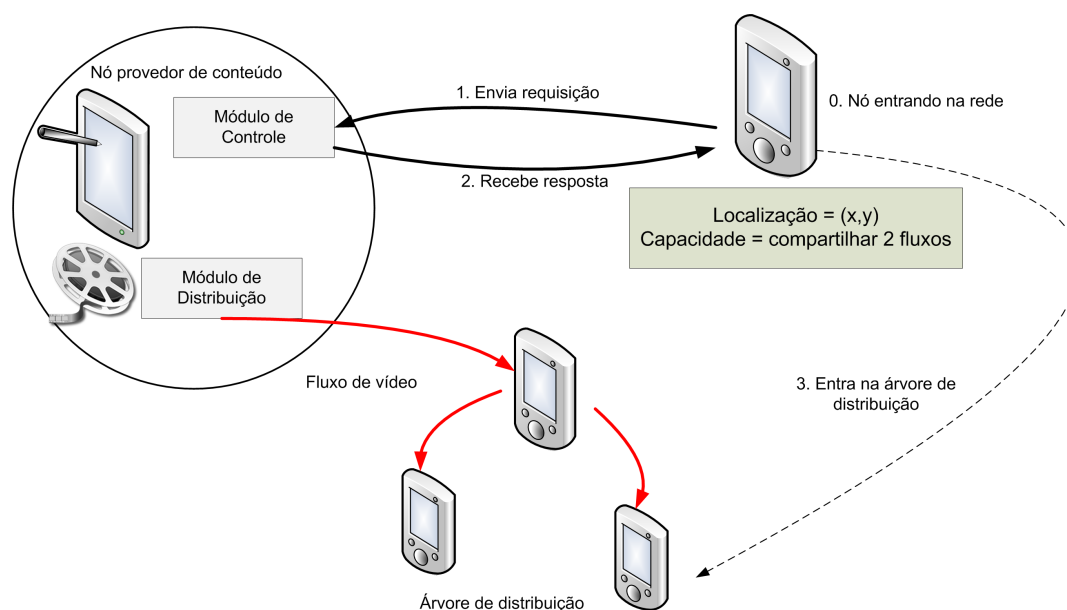 Nó provedor de conteúdo
Módulo de
Controle
1. Envia requisição
0. Nó entrando na rede
2. Recebe resposta
Localização = (x,y)
Capacidade = compartilhar 2 fluxos
Módulo de
Distribuição
Fluxo de vídeo
3. Entra na árvore de
distribuição
Árvore de distribuição